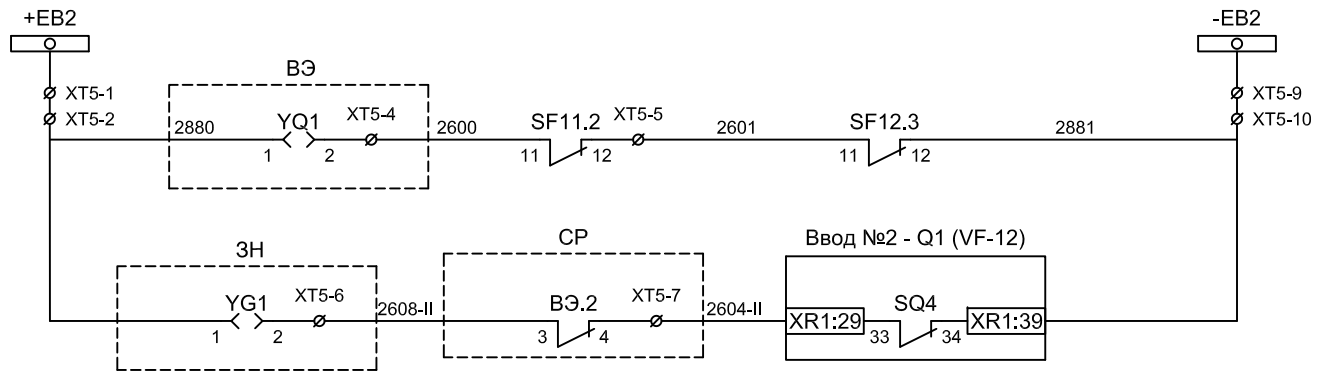 +EB2
-EB2
XT5-1
XT5-2
XT5-9
XT5-10
ВЭ
2880
YQ1
XT5-4
1
2
2600
SF11.2
XT5-5
11
12
2601
SF12.3
11
12
2881
ЗН
YG1
XT5-6
1
2
2608-II
СР
ВЭ.2
XT5-7
3
4
2604-II
Ввод №2 - Q1 (VF-12)
XR1:29
SQ4
33
34
XR1:39